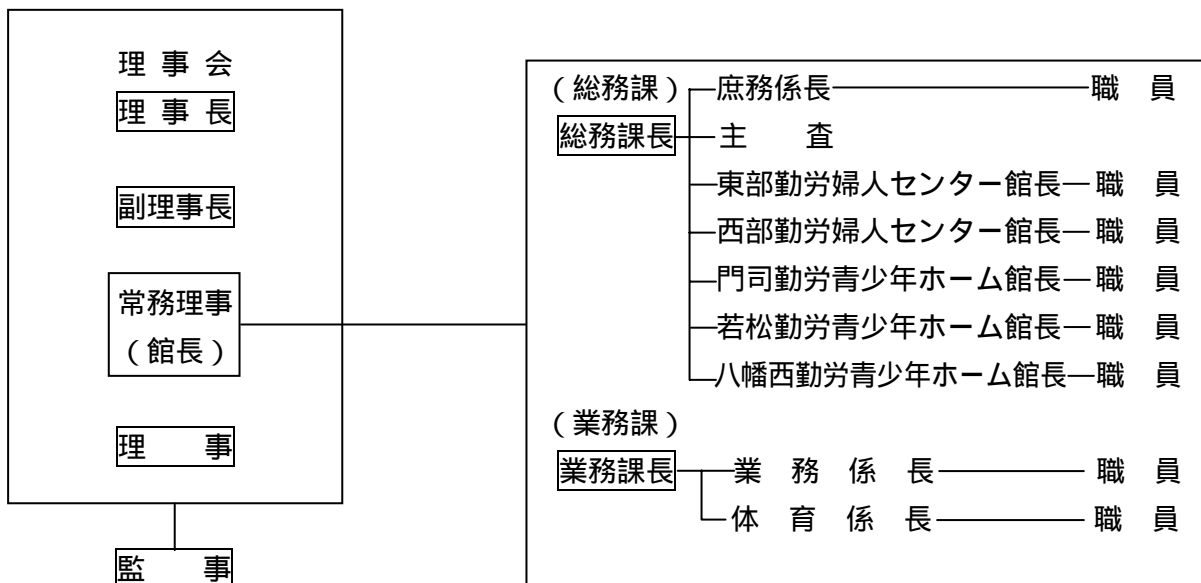 理 事 会
理 事 長
副理事長
常務理事
（館長）
理　　事
監　　事
（総務課）
庶務係長 職　員
総務課長 主　　査
東部勤労婦人センター館長 職　員
西部勤労婦人センター館長 職　員
門司勤労青少年ホーム館長 職　員
若松勤労青少年ホーム館長 職　員
八幡西勤労青少年ホーム館長 職　員
（業務課）
業務課長 業　務　係　長 職　員
体　育　係　長 職　員